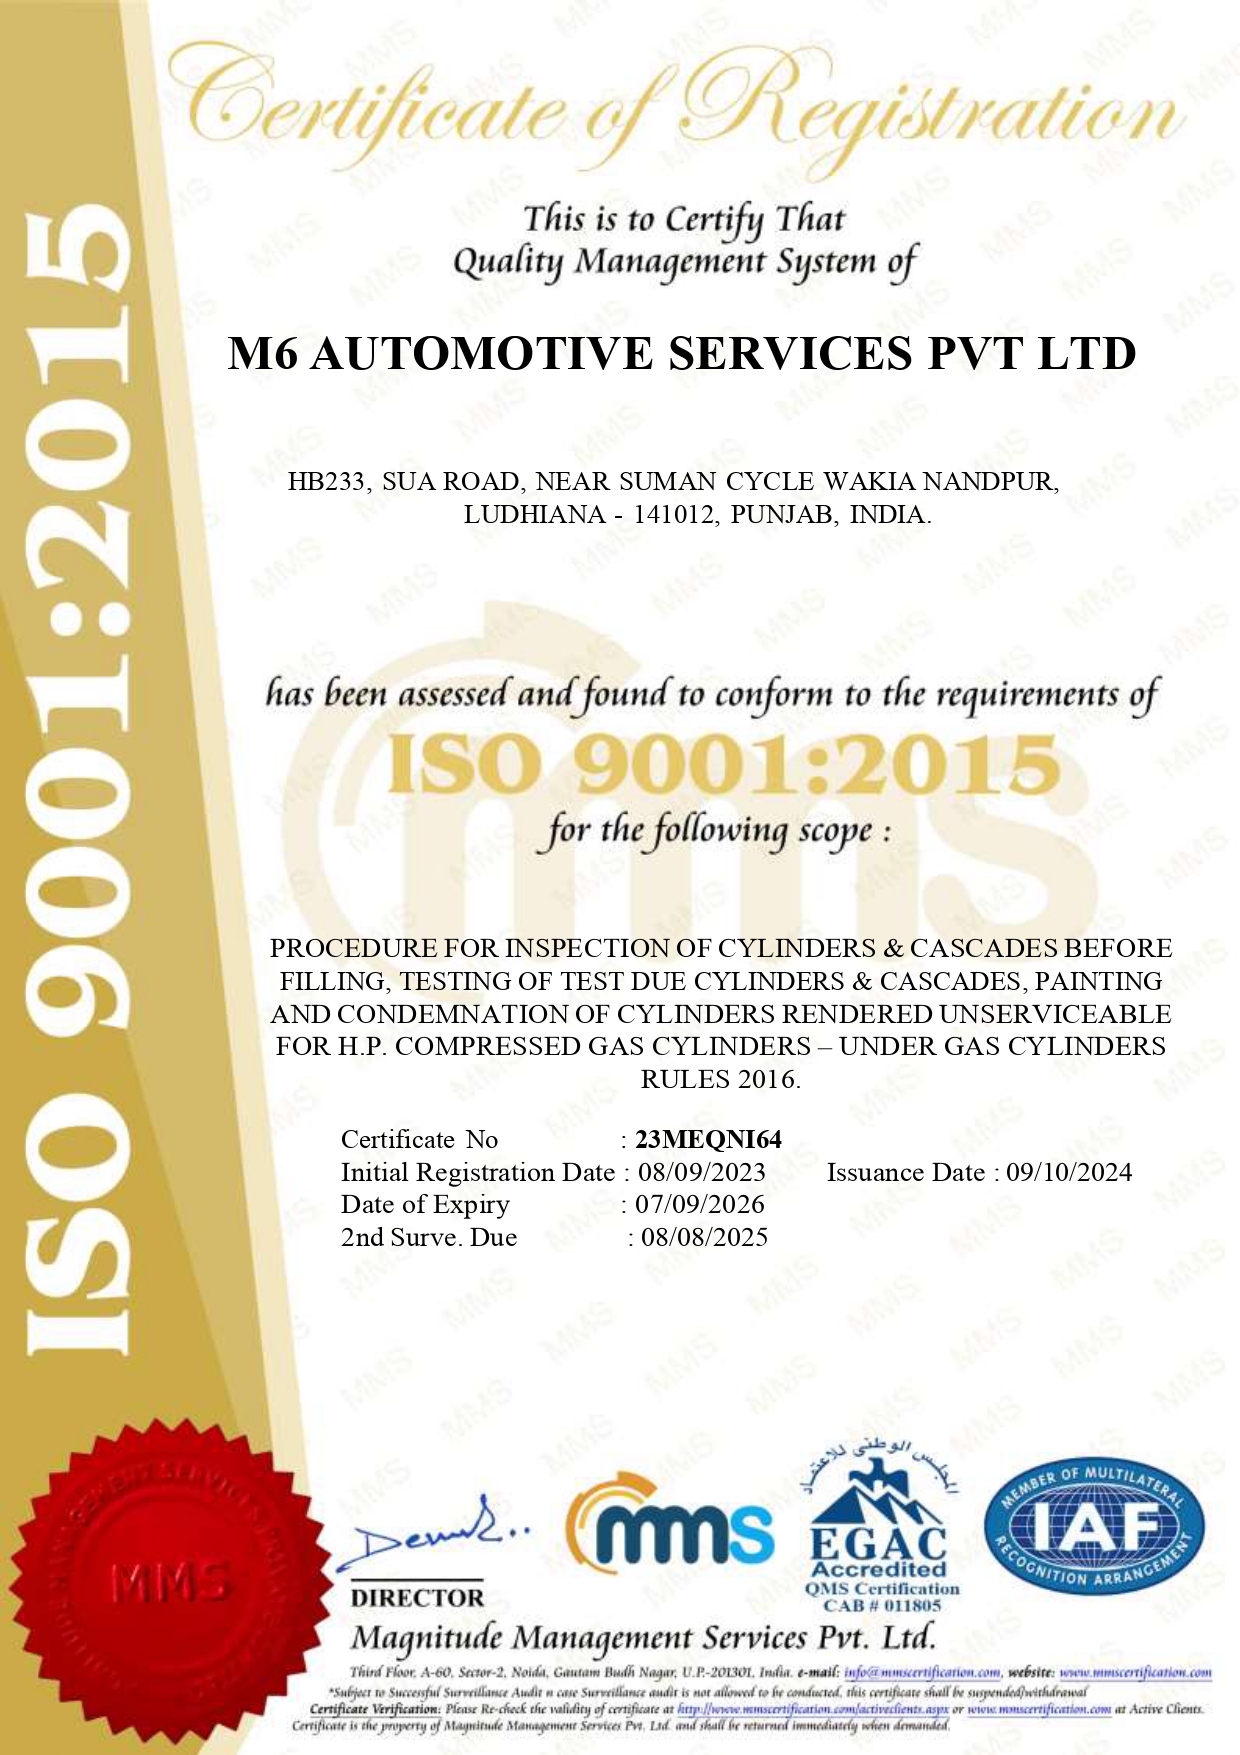 Certificate of Registration
This is to Certify That
Quality Management System of
M6 AUTOMOTIVE SERVICES PVT LTD
HB233, SUA ROAD, NEAR SUMAN CYCLE WAKIA NANDPUR,
LUDHIANA - 141012, PUNJAB, INDIA.
has been assessed and found to conform to the requirements of
ISO 9001:2015
for the following scope :
PROCEDURE FOR INSPECTION OF CYLINDERS & CASCADES BEFORE
FILLING, TESTING OF TEST DUE CYLINDERS & CASCADES, PAINTING
AND CONDEMNATION OF CYLINDERS RENDERED UNSERVICEABLE
FOR H.P. COMPRESSED GAS CYLINDERS – UNDER GAS CYLINDERS
RULES 2016.
Certificate No : 23MEQNI64
Initial Registration Date : 08/09/2023 Issuance Date : 09/10/2024
Date of Expiry : 07/09/2026
2nd Surve. Due : 08/08/2025
ISO 9001:2015
MMS
DIRECTOR
mms
المجلس الوطني للاعتماد
EGAC
Accredited
QMS Certification
CAB # 011805
MEMBER OF MULTILATERAL
IAF
RECOGNITION ARRANGEMENT
Magnitude Management Services Pvt. Ltd.
Third Floor, A-60, Sector-2, Noida, Gautam Budh Nagar, U.P.-201301, India. e-mail: info@mmscertification.com, website: www.mmscertification.com
*Subject to Successful Surveillance Audit n case Surveillance audit is not allowed to be conducted, this certificate shall be suspended/withdrawal
Certificate Verification: Please Re-check the validity of certificate at http://www.mmscertification.com/activeclients.aspx or www.mmscertification.com at Active Clients.
Certificate is the property of Magnitude Management Services Pvt. Ltd. and shall be returned immediately when demanded.